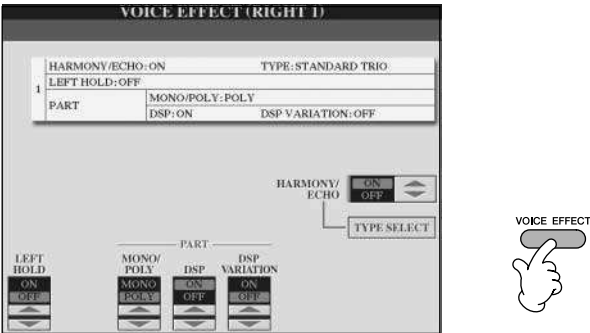 VOICE EFFECT (RIGHT 1)
HARMONY/ECHO:ON TYPE:STANDARD TRIO
1 LEFT HOLD:OFF
PART MONO/POLY:POLY
DSP:ON DSP VARIATION:OFF
HARMONY/
ECHO
ON
OFF
TYPE SELECT
VOICE EFFECT
PART
LEFT
HOLD
ON
OFF
MONO/
POLY
MONO
POLY
DSP
ON
OFF
DSP
VARIATION
ON
OFF